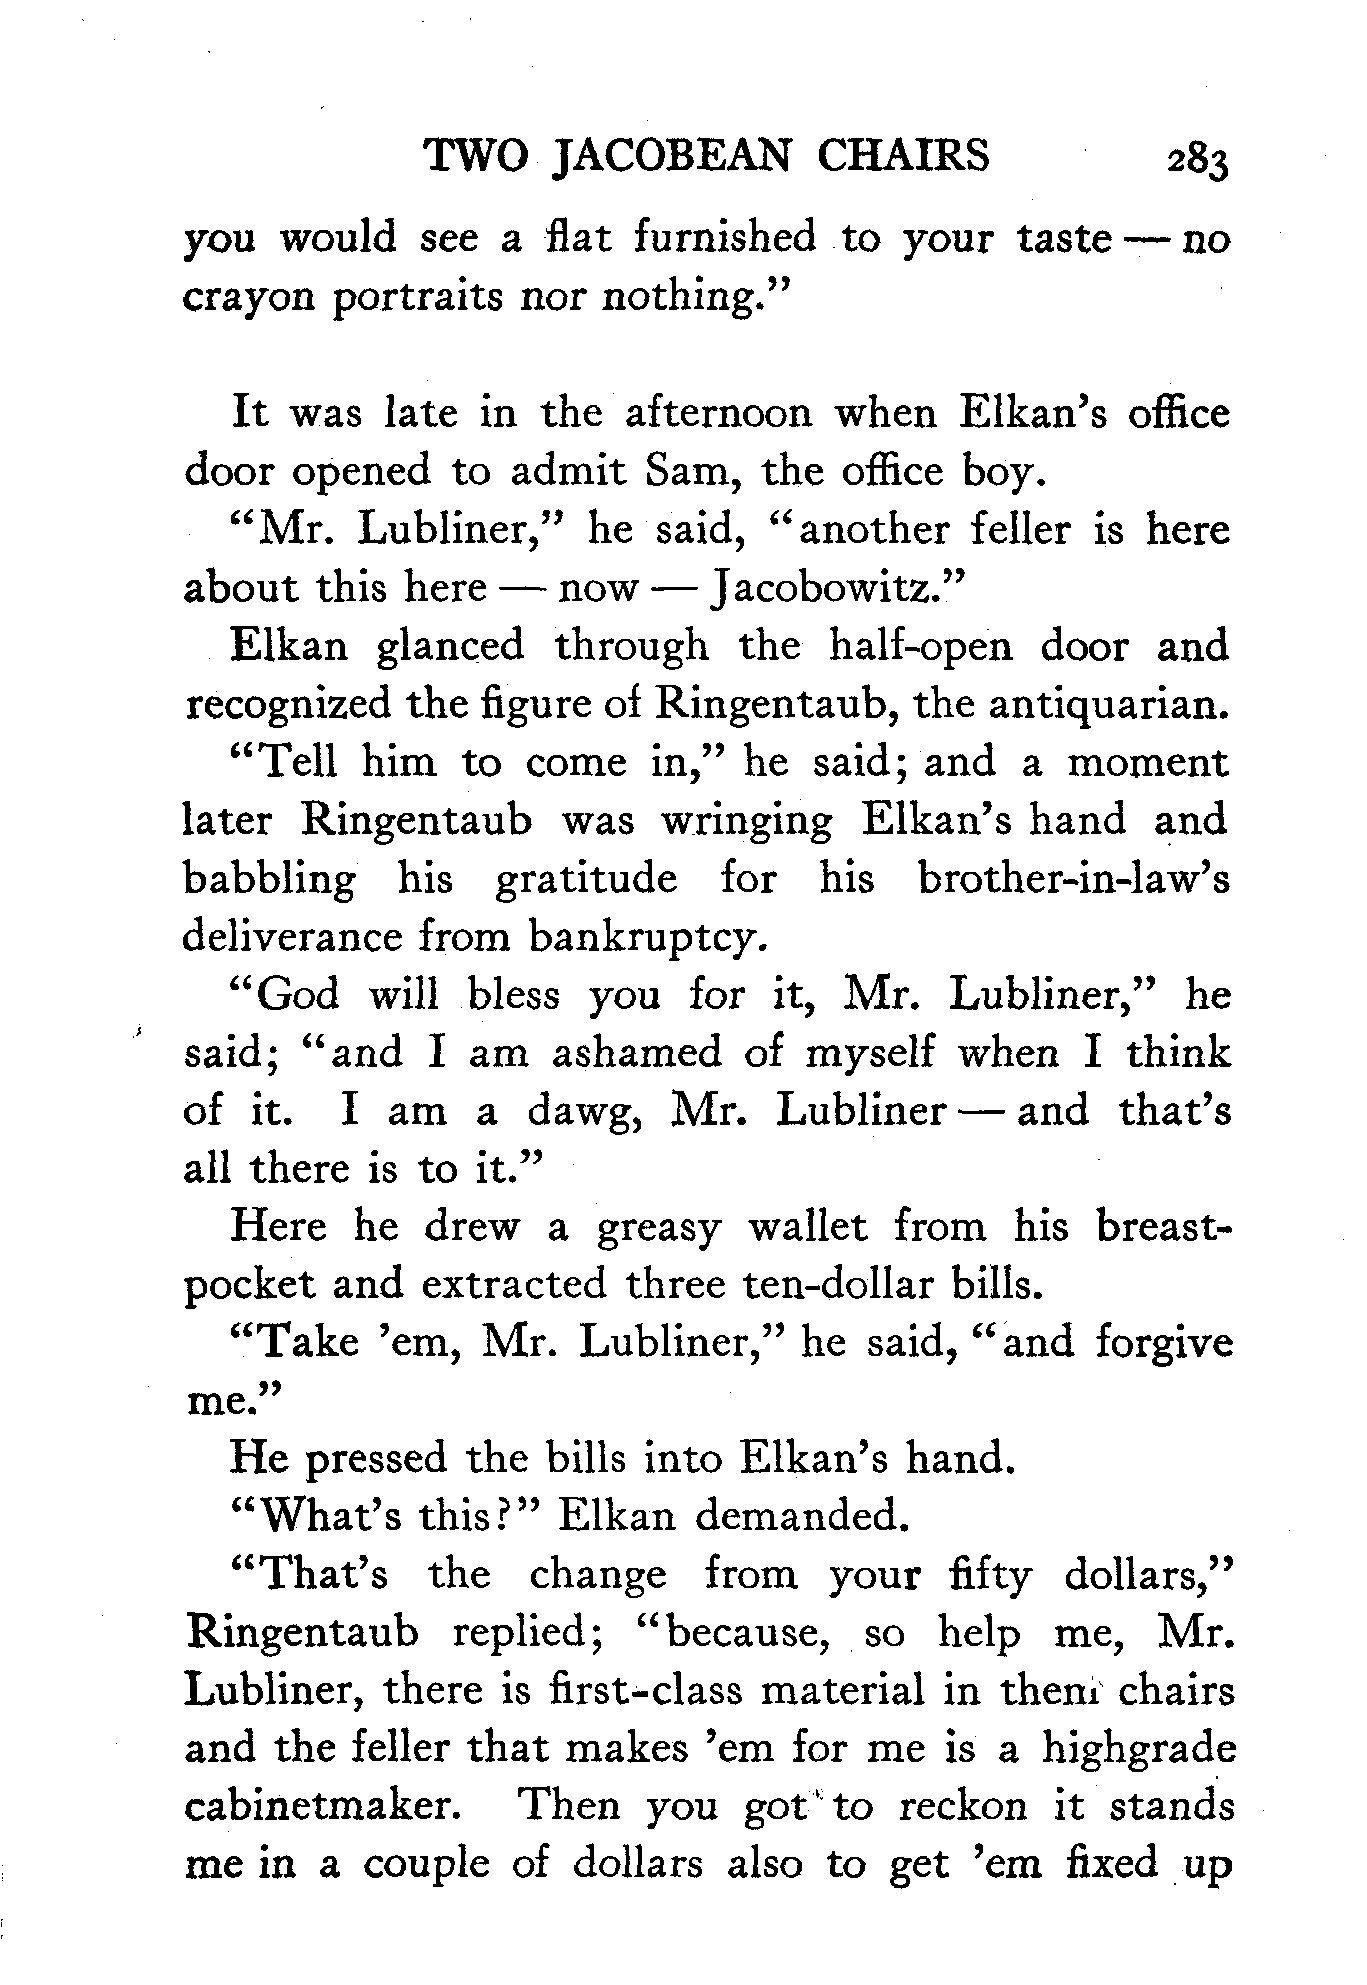 TWO JACOBEAN CHAIRS 283
you would see a flat furnished to your taste — no
crayon portraits nor nothing.”
It was late in the afternoon when Elkan’s office
door opened to admit Sam, the office boy.
“Mr. Lubliner,” he said, “another feller is here
about this here — now — Jacobowitz.”
Elkan glanced through the half-open door and
recognized the figure of Ringentaub, the antiquarian.
“Tell him to come in,” he said; and a moment
later Ringentaub was wringing Elkan’s hand and
babbling his gratitude for his brother-in-law’s
deliverance from bankruptcy.
“God will bless you for it, Mr. Lubliner,” he
said; “and I am ashamed of myself when I think
of it. I am a dawg, Mr. Lubliner — and that’s
all there is to it.”
Here he drew a greasy wallet from his breast-
pocket and extracted three ten-dollar bills.
“Take ’em, Mr. Lubliner,” he said, “and forgive
me.”
He pressed the bills into Elkan’s hand.
“What’s this?” Elkan demanded.
“That’s the change from your fifty dollars,”
Ringentaub replied; “because, so help me, Mr.
Lubliner, there is first-class material in them chairs
and the feller that makes ’em for me is a highgrade
cabinetmaker. Then you got to reckon it stands
me in a couple of dollars also to get ’em fixed up